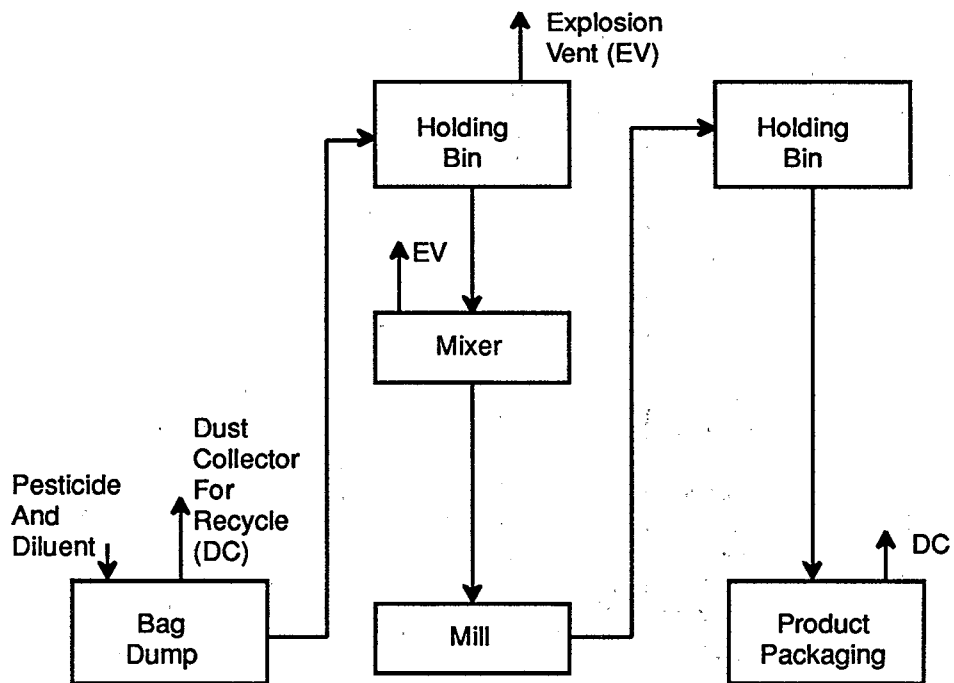 Explosion
Vent (EV)
Holding
Bin
Holding
Bin
EV
Mixer
Dust
Collector
For
Recycle
(DC)
Pesticide
And
Diluent
DC
Bag
Dump
Mill
Product
Packaging